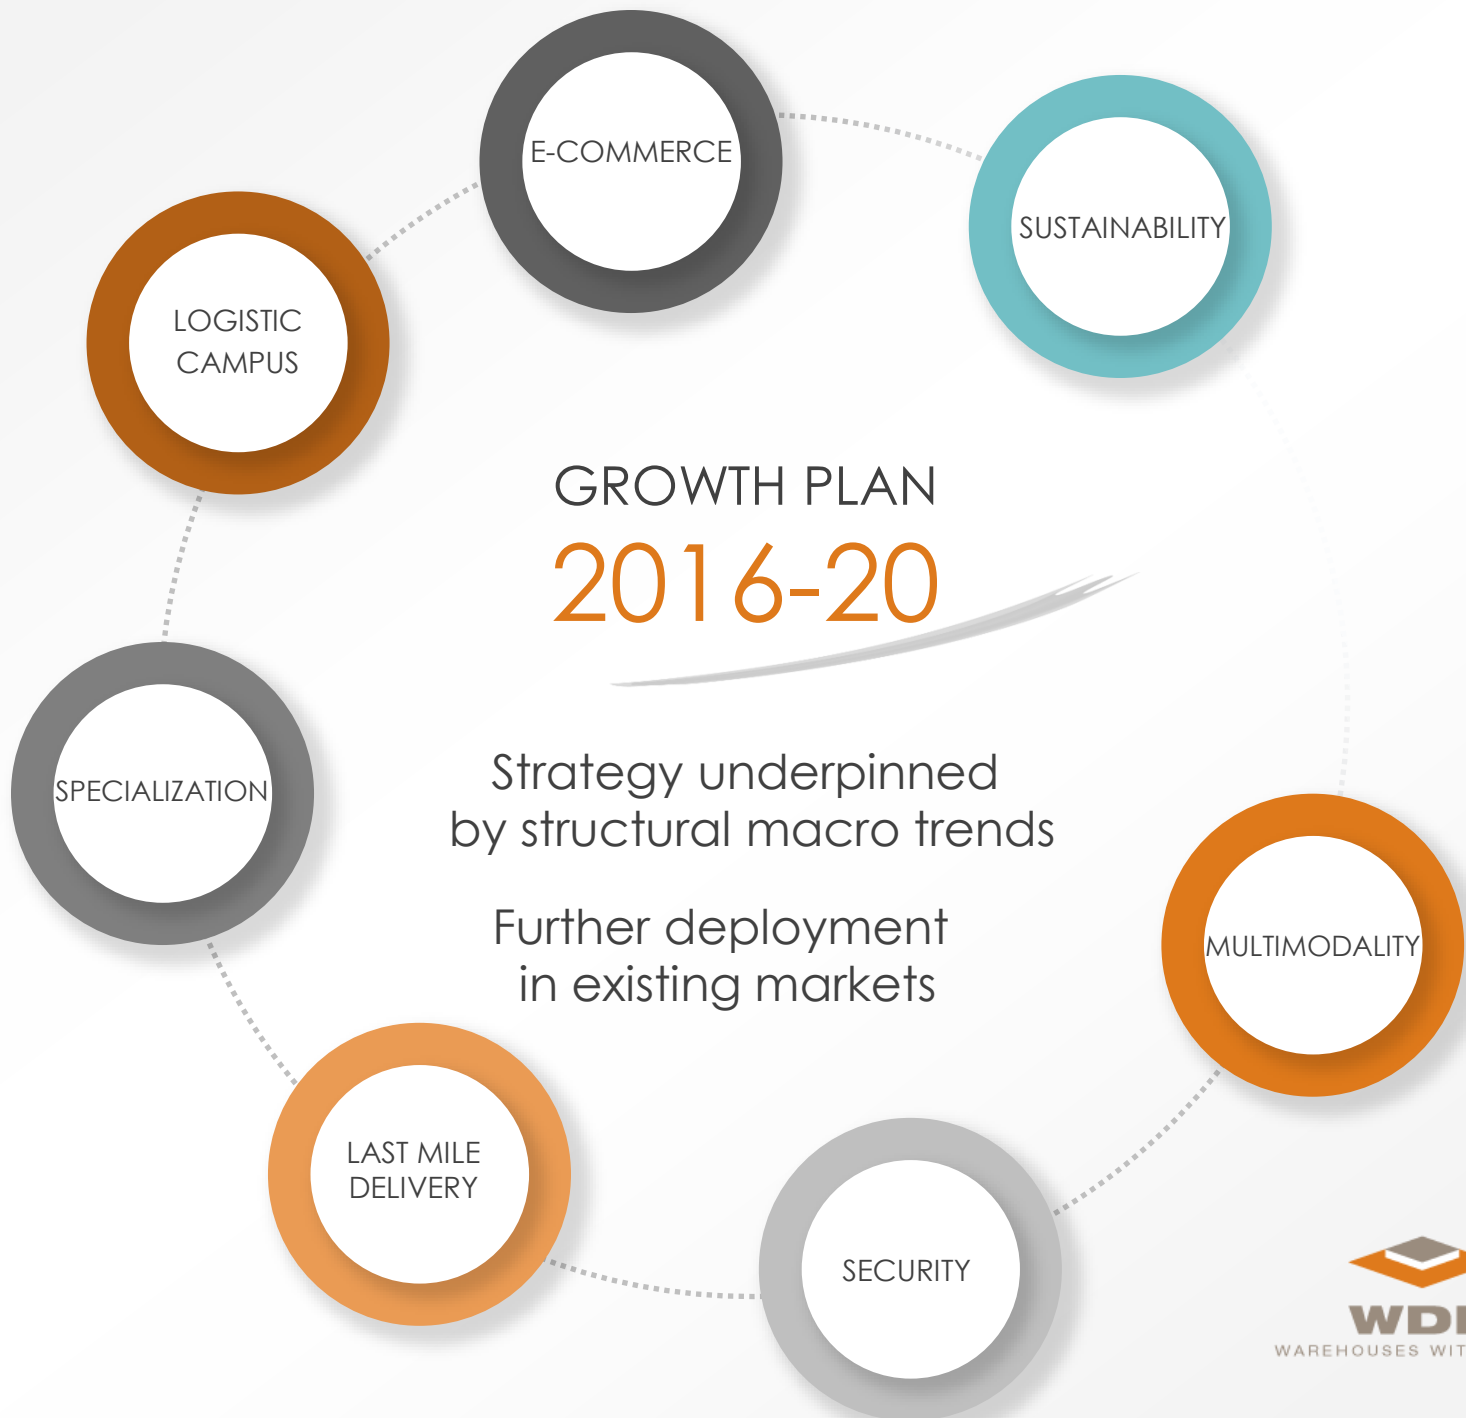 E-COMMERCE
SUSTAINABILITY
LOGISTIC
CAMPUS
GROWTH PLAN
2016-20
Strategy underpinned
by structural macro trends
SPECIALIZATION
Further deployment
in existing markets
MULTIMODALITY
LAST MILE
DELIVERY
SECURITY
WAREHOUSES